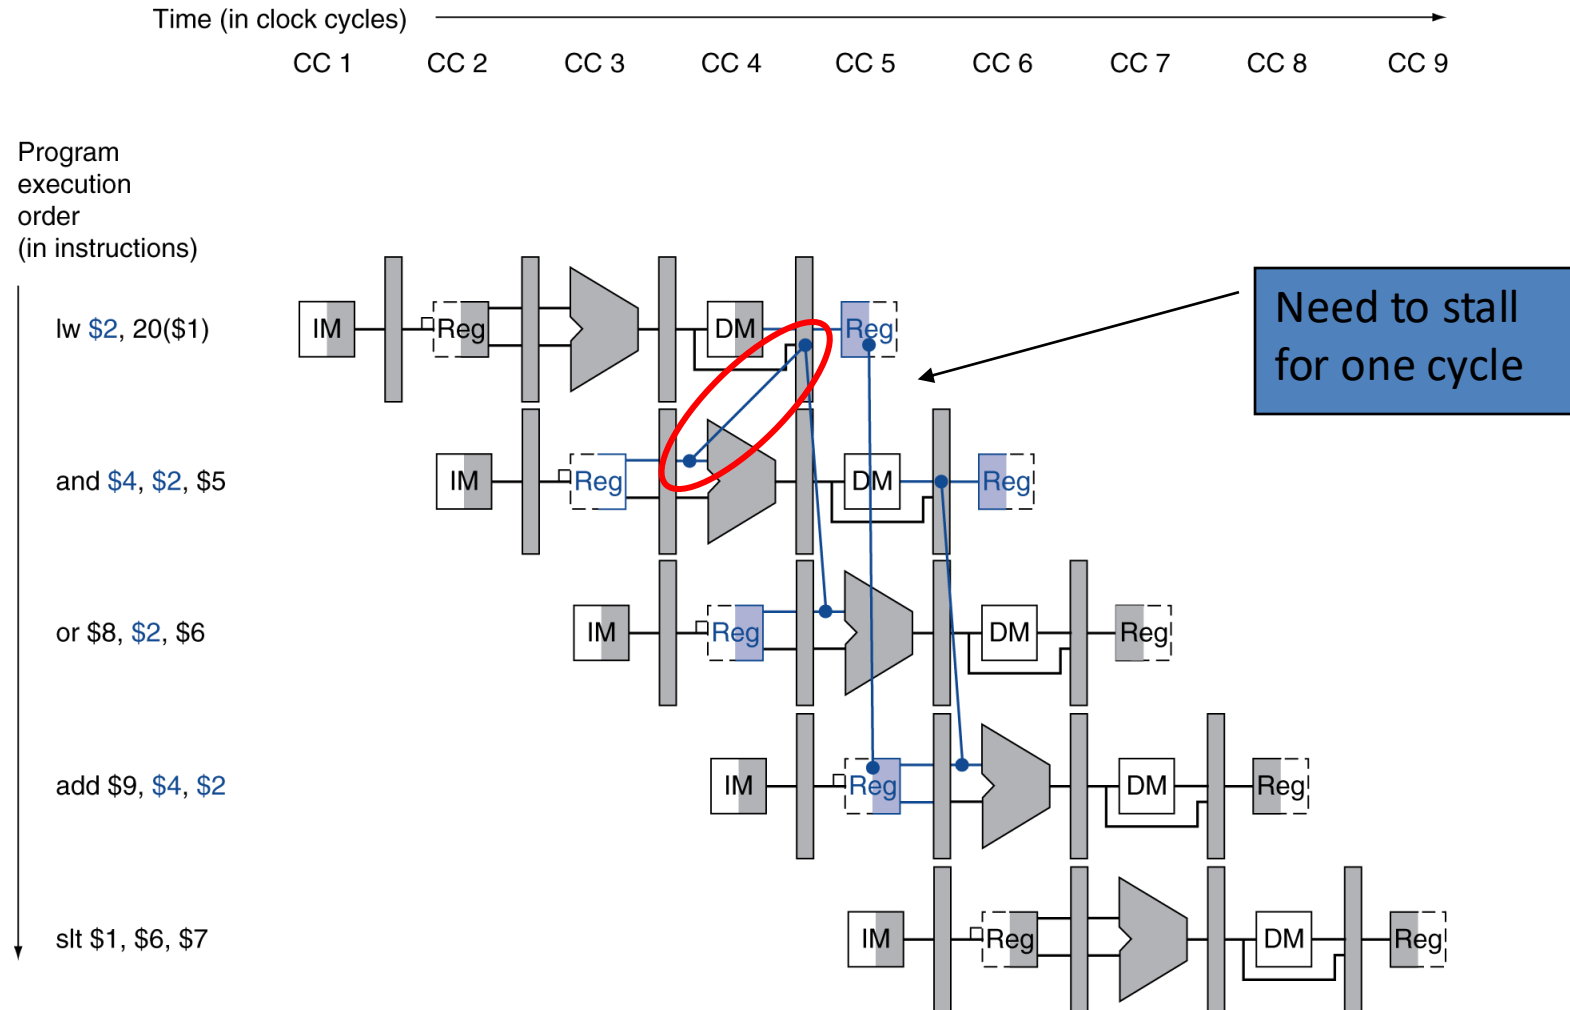 Time (in clock cycles)
CC 1 CC 2 CC 3 CC 4 CC 5 CC 6 CC 7 CC 8 CC 9
Program
execution
order
(in instructions)
lw $2, 20($1) IM Reg DM Reg
Need to stall
for one cycle
and $4, $2, $5 IM Reg DM Reg
or $8, $2, $6 IM Reg DM Reg
add $9, $4, $2 IM Reg DM Reg
slt $1, $6, $7 IM Reg DM Reg